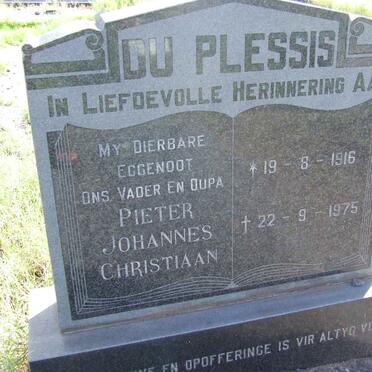 DU PLESSIS
IN LIEFDEVOLLE HERINNERING AA
MY DIERBARE
EGGENOOT
ONS VADER EN OUPA
PIETER
JOHANNES
CHRISTIAAN
* 19 - 8 - 1916
† 22 - 9 - 1975
EN OPOFFERINGE IS VIR ALTYD